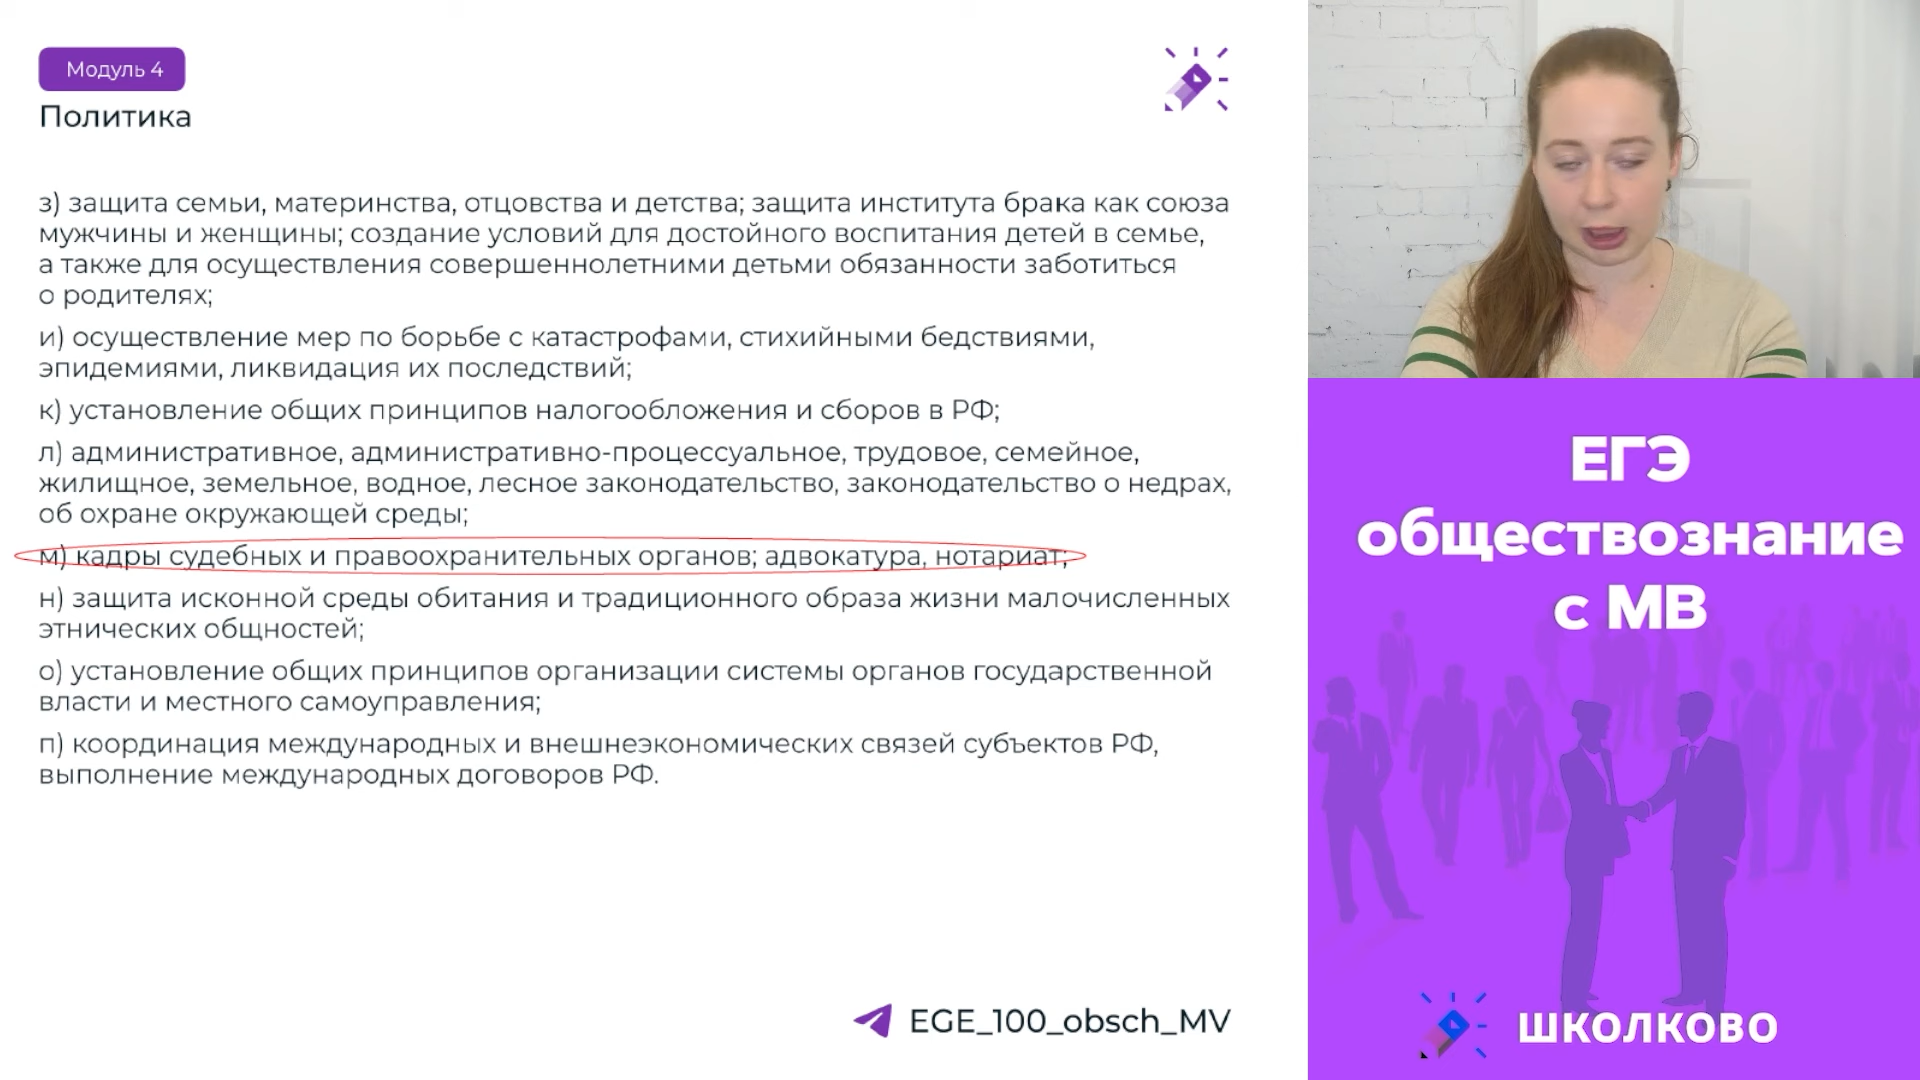 Модуль 4
Политика
з) защита семьи, материнства, отцовства и детства; защита института брака как союза
мужчины и женщины; создание условий для достойного воспитания детей в семье,
а также для осуществления совершеннолетними детьми обязанности заботиться
о родителях;
и) осуществление мер по борьбе с катастрофами, стихийными бедствиями,
эпидемиями, ликвидация их последствий;
к) установление общих принципов налогообложения и сборов в РФ;
л) административное, административно-процессуальное, трудовое, семейное,
жилищное, земельное, водное, лесное законодательство, законодательство о недрах,
об охране окружающей среды;
м) кадры судебных и правоохранительных органов; адвокатура, нотариат;
н) защита исконной среды обитания и традиционного образа жизни малочисленных
этнических общностей;
о) установление общих принципов организации системы органов государственной
власти и местного самоуправления;
п) координация международных и внешнеэкономических связей субъектов РФ,
выполнение международных договоров РФ.
EGE_100_obsch_MV
ЕГЭ
обществознание
с МВ
ШКОЛКОВО